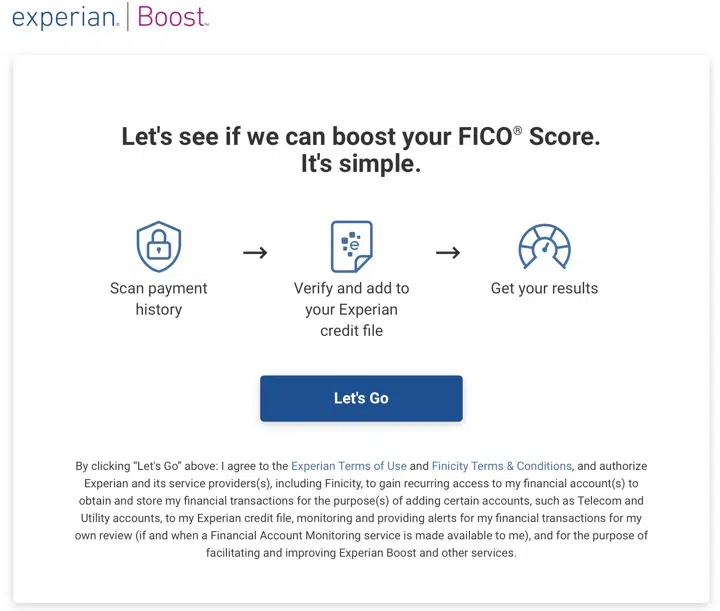 experian. | Boost™
Let's see if we can boost your FICO® Score.
It's simple.
Scan payment
history
→
Verify and add to
your Experian
credit file
→
Get your results
Let's Go
By clicking “Let's Go” above: I agree to the Experian Terms of Use and Finicity Terms & Conditions, and authorize
Experian and its service providers(s), including Finicity, to gain recurring access to my financial account(s) to
obtain and store my financial transactions for the purpose(s) of adding certain accounts, such as Telecom and
Utility accounts, to my Experian credit file, monitoring and providing alerts for my financial transactions for my
own review (if and when a Financial Account Monitoring service is made available to me), and for the purpose of
facilitating and improving Experian Boost and other services.